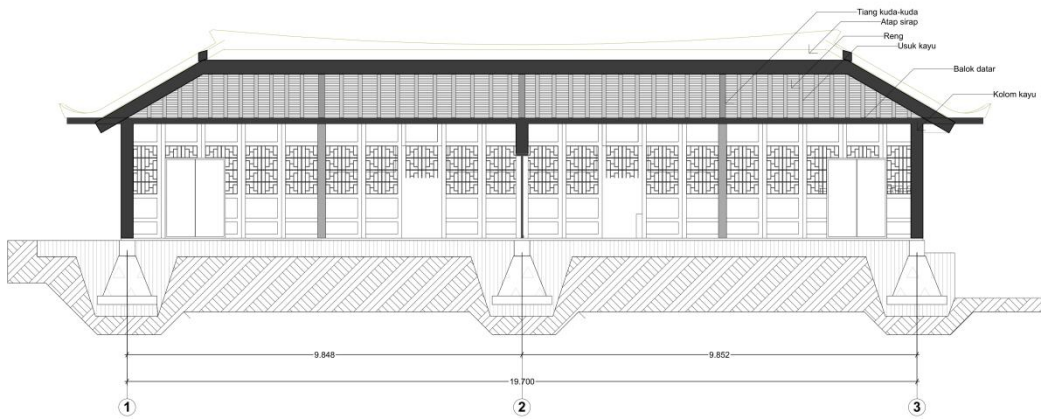 Tiang kuda-kuda
Atap sirap
Reng
Usuk kayu
Balok datar
Kolom kayu
9.848
9.852
19.700
1
2
3